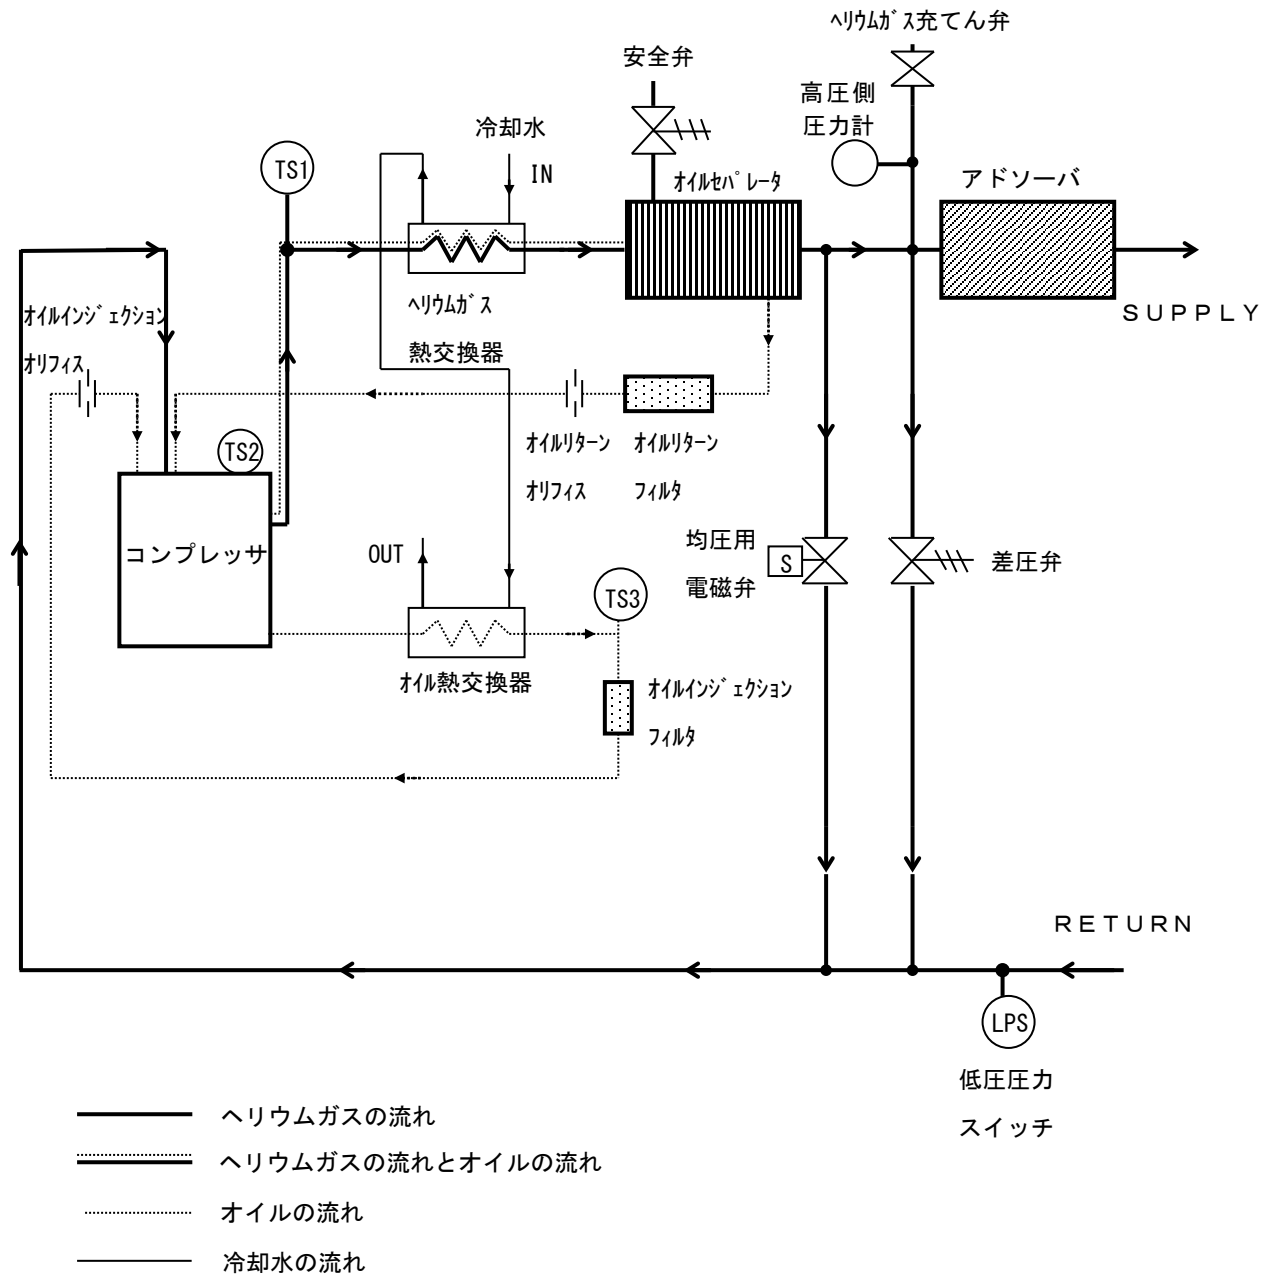 ヘリウムガス充てん弁
安全弁
高圧側
圧力計
冷却水
IN
TS1
オイルセパレータ
アドソーバ
SUPPLY
オイルインジェクション
オリフィス
ヘリウムガス
熱交換器
TS2
オイルリターン
オリフィス
オイルリターン
フィルタ
コンプレッサ
OUT
均圧用
電磁弁
S
差圧弁
TS3
オイル熱交換器
オイルインジェクション
フィルタ
RETURN
LPS
低圧圧力
スイッチ
ヘリウムガスの流れ
ヘリウムガスの流れとオイルの流れ
オイルの流れ
冷却水の流れ